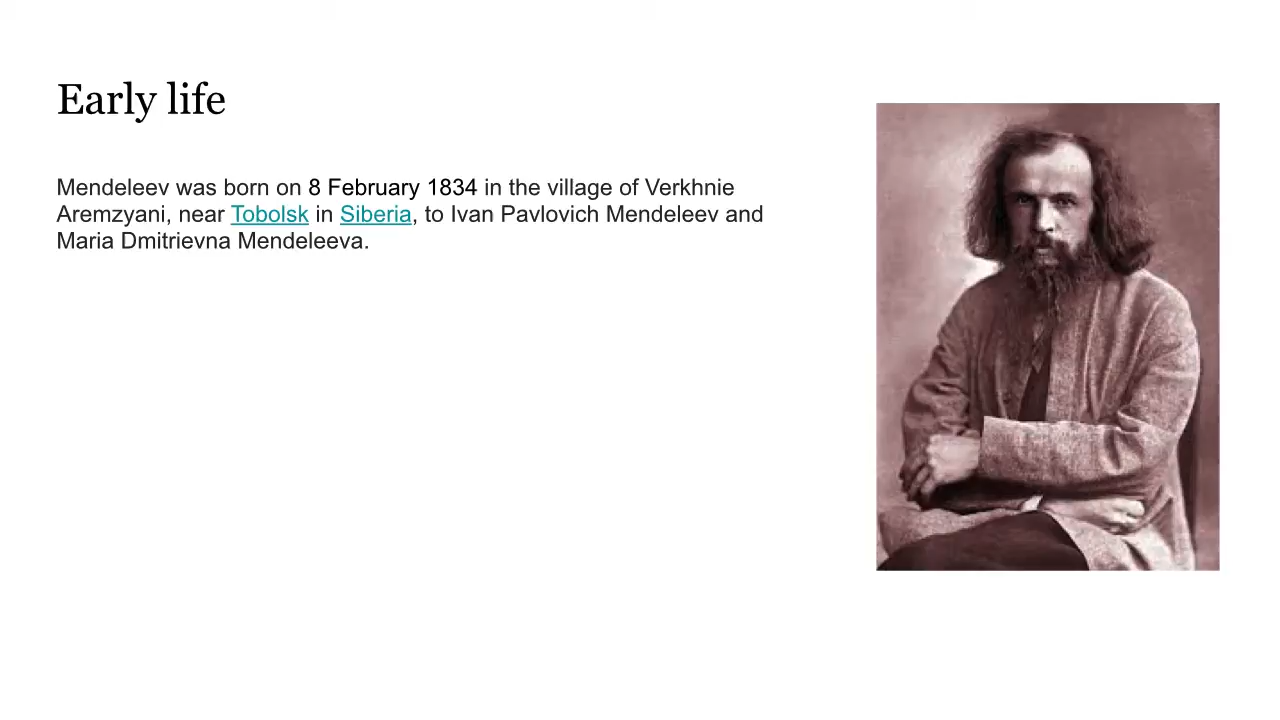 Early life
Mendeleev was born on 8 February 1834 in the village of Verkhnie
Aremzyani, near Tobolsk in Siberia, to Ivan Pavlovich Mendeleev and
Maria Dmitrievna Mendeleeva.